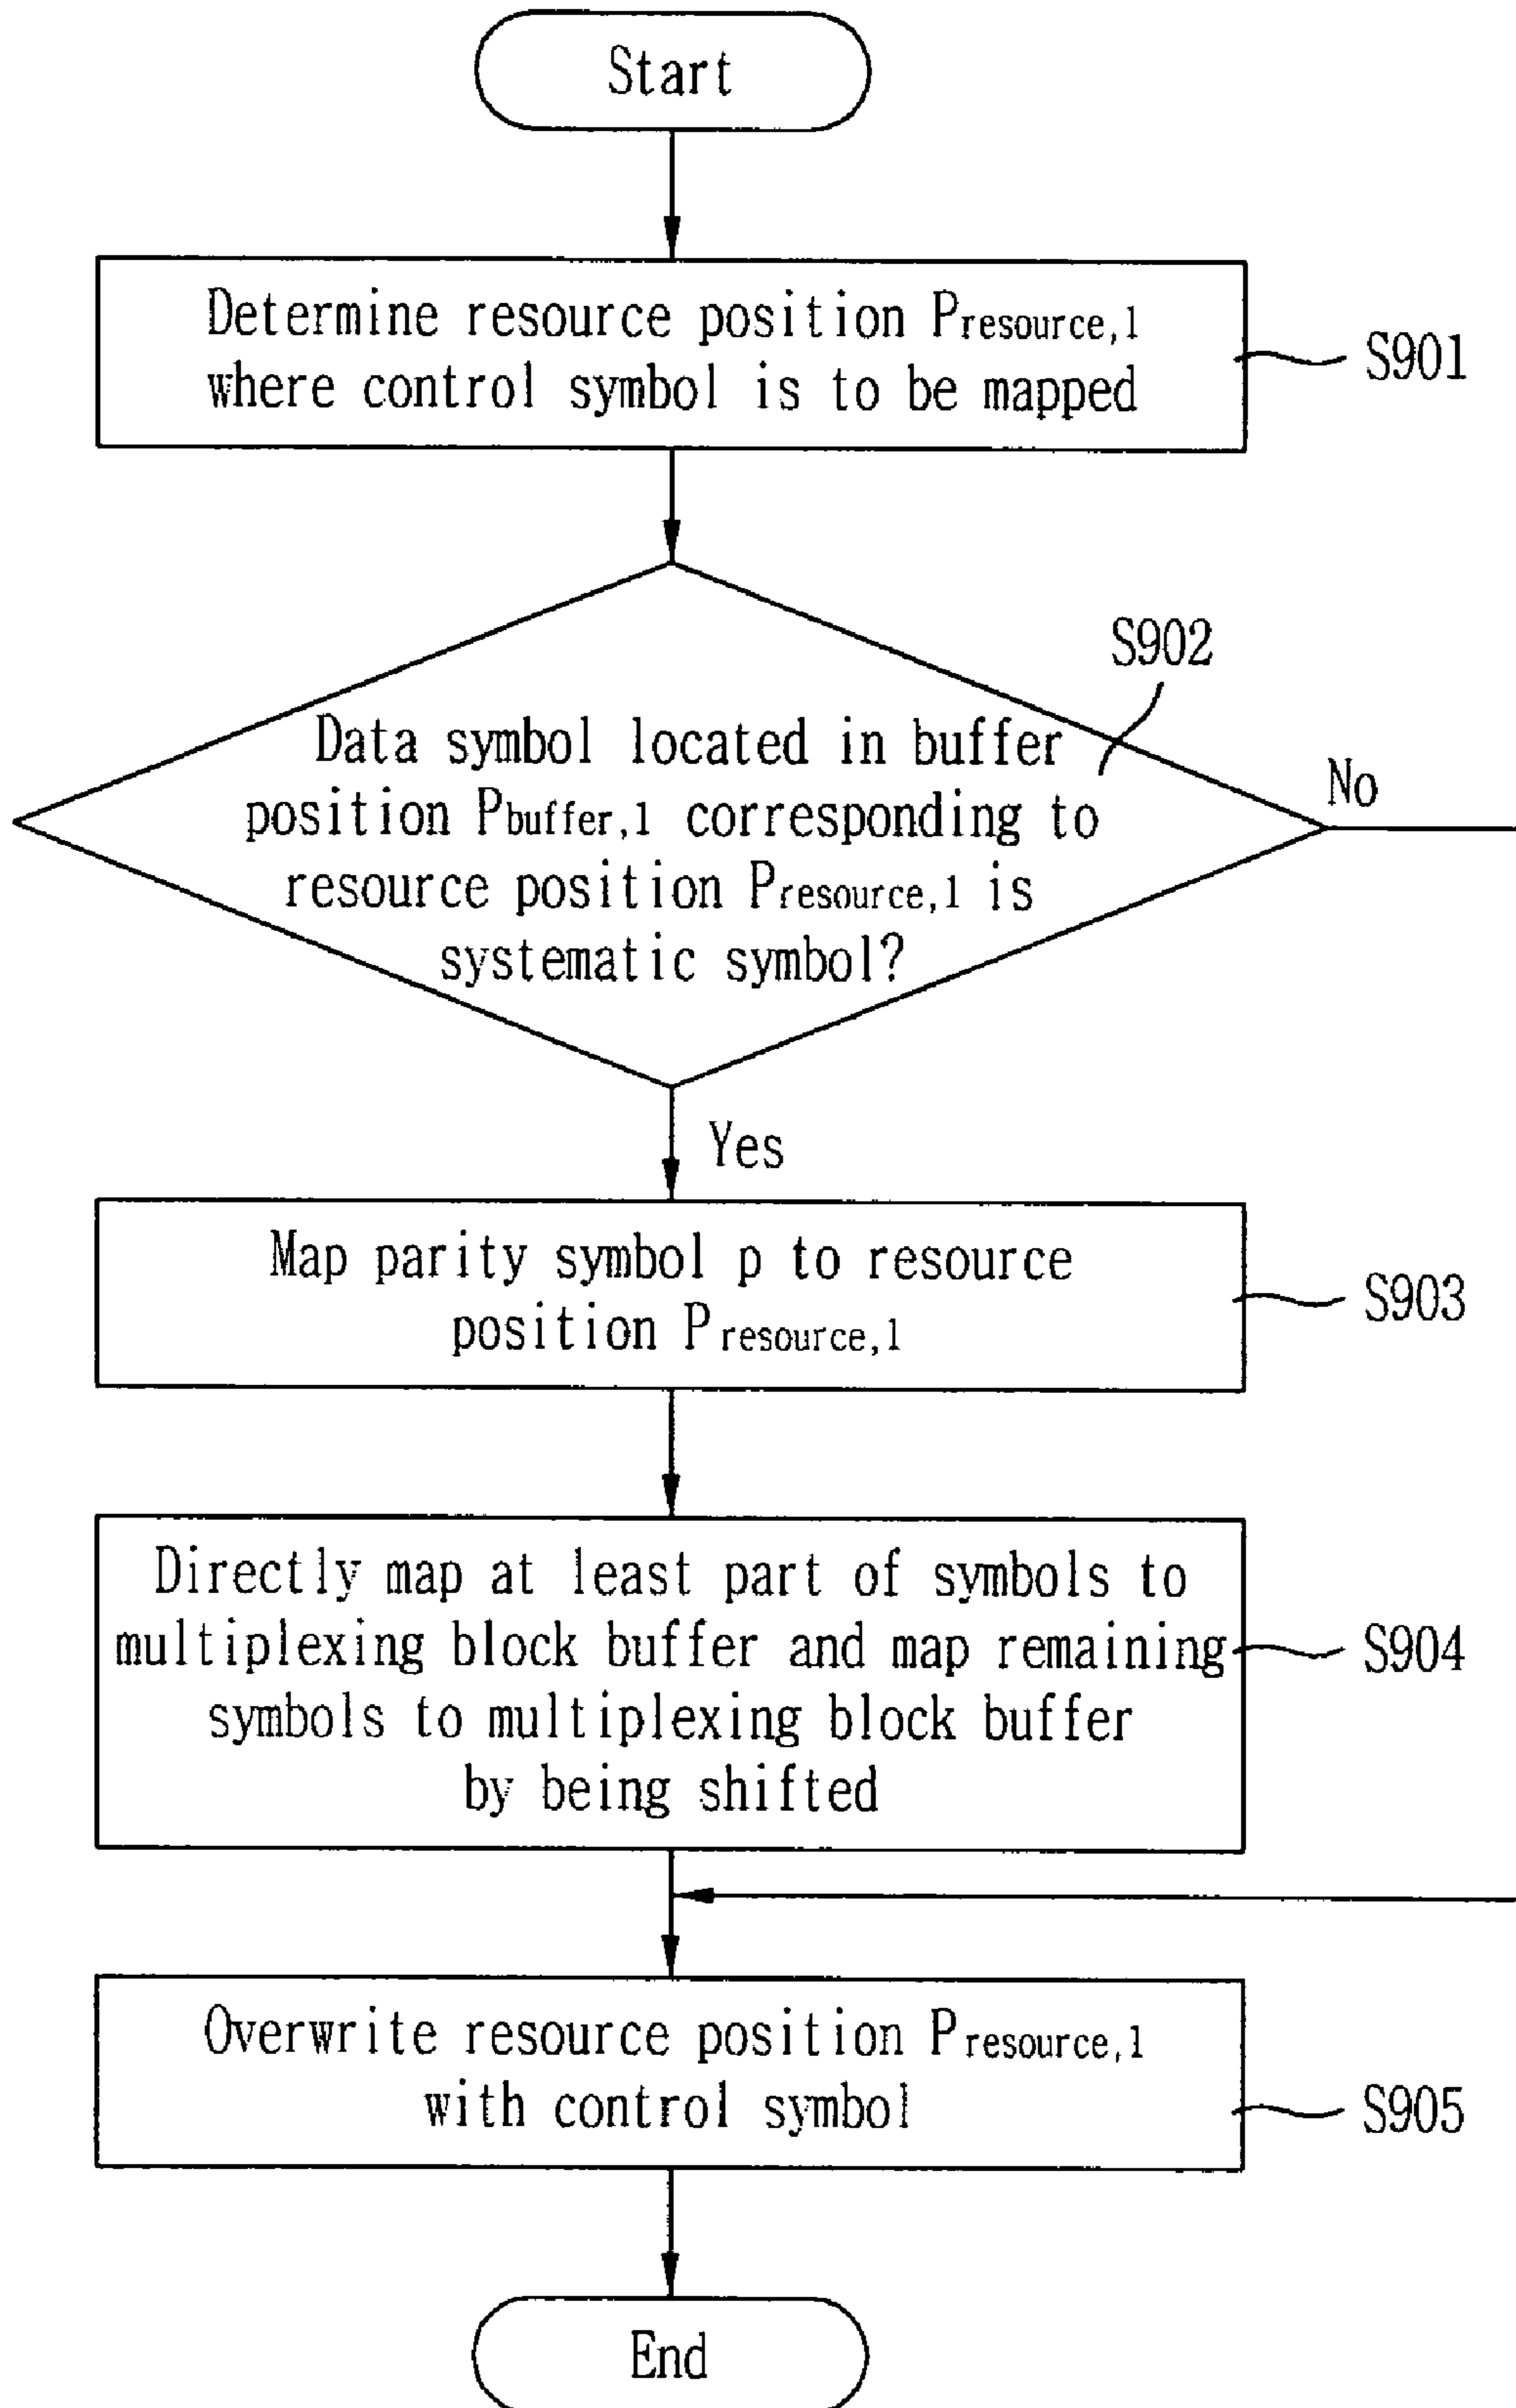 Start
Determine resource position Presource,1
where control symbol is to be mapped
S901
S902
Data symbol located in buffer
position Pbuffer,1 corresponding to
resource position Presource,1 is
systematic symbol?
No
Yes
Map parity symbol p to resource
position Presource,1
S903
Directly map at least part of symbols to
multiplexing block buffer and map remaining
symbols to multiplexing block buffer
by being shifted
S904
Overwrite resource position Presource,1
with control symbol
S905
End